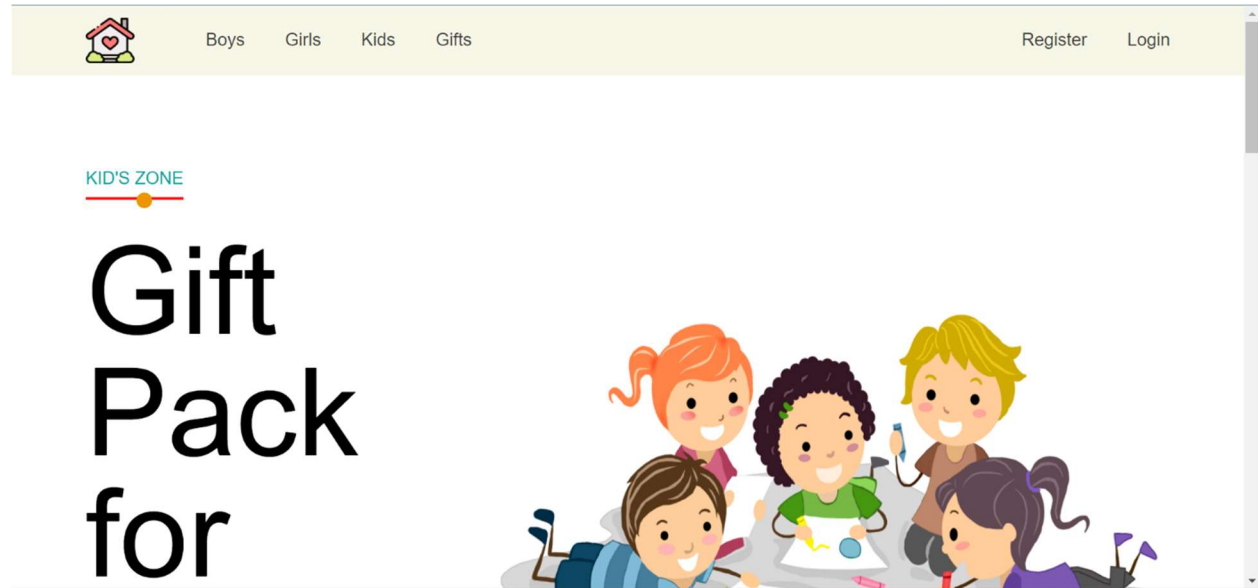 Boys Girls Kids Gifts Register Login
KID'S ZONE
Gift
Pack
for